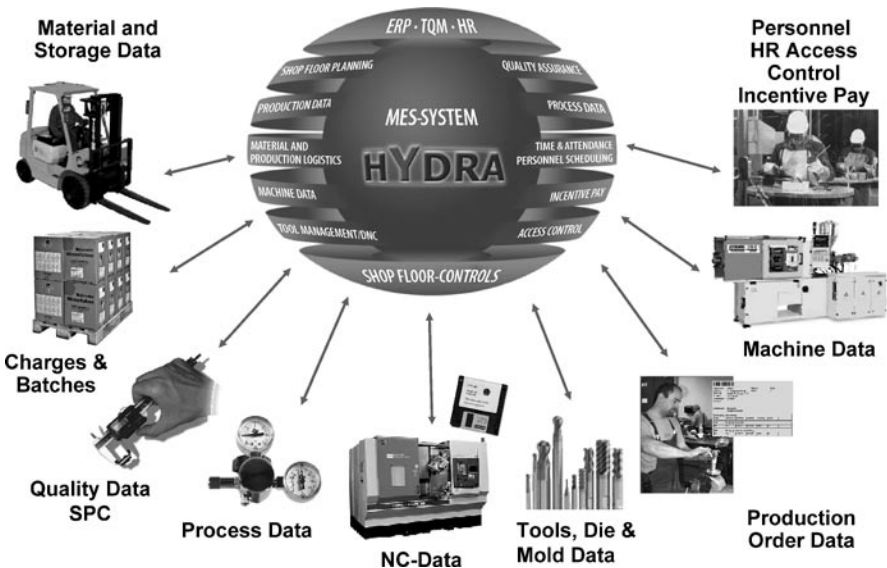 Material and
Storage Data
ERP · TQM · HR
SHOP FLOOR PLANNING
QUALITY ASSURANCE
PRODUCTION DATA
PROCESS DATA
MES-SYSTEM
MATERIAL AND
PRODUCTION LOGISTICS
TIME & ATTENDANCE
PERSONNEL SCHEDULING
HYDRA
MACHINE DATA
INCENTIVE PAY
TOOL MANAGEMENT/DNC
ACCESS CONTROL
SHOP FLOOR-CONTROLS
Personnel
HR Access
Control
Incentive Pay
Charges &
Batches
Machine Data
Quality Data
SPC
Process Data
NC-Data
Tools, Die &
Mold Data
Production
Order Data